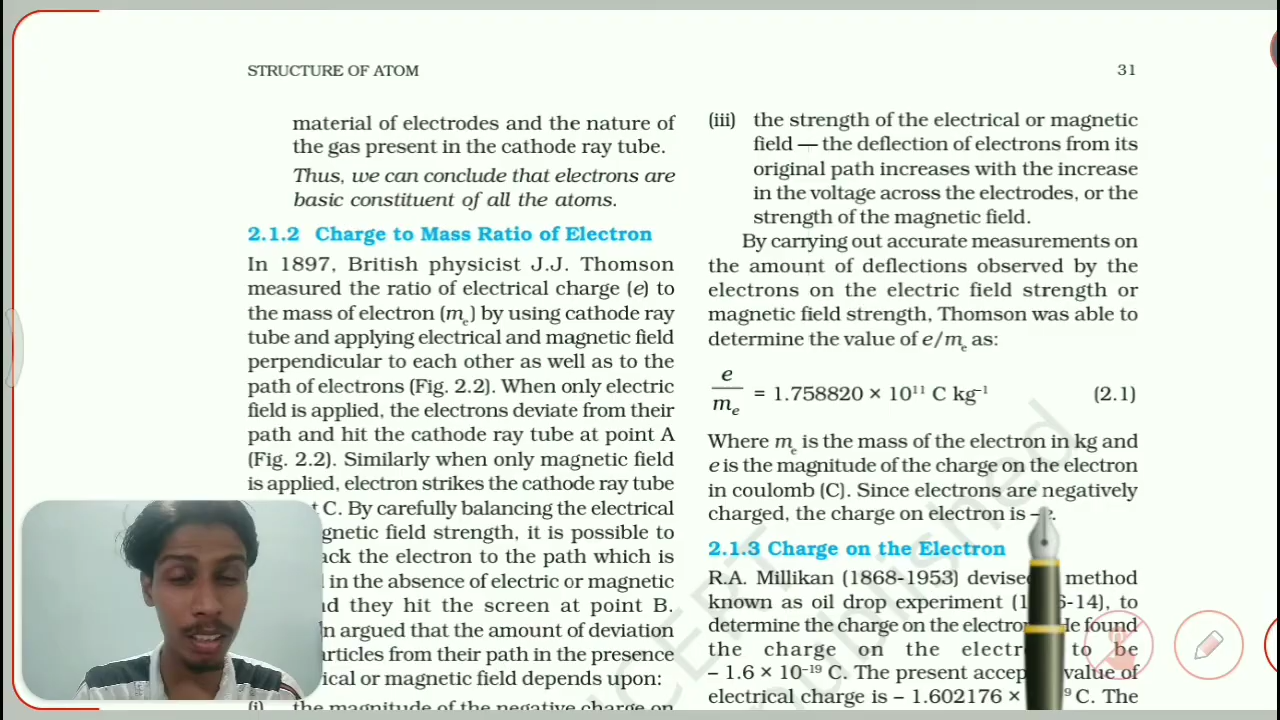 STRUCTURE OF ATOM
31
material of electrodes and the nature of
the gas present in the cathode ray tube.
Thus, we can conclude that electrons are
basic constituent of all the atoms.
2.1.2 Charge to Mass Ratio of Electron
In 1897, British physicist J.J. Thomson
measured the ratio of electrical charge (e) to
the mass of electron (mₑ) by using cathode ray
tube and applying electrical and magnetic field
perpendicular to each other as well as to the
path of electrons (Fig. 2.2). When only electric
field is applied, the electrons deviate from their
path and hit the cathode ray tube at point A
(Fig. 2.2). Similarly when only magnetic field
is applied, electron strikes the cathode ray tube
C. By carefully balancing the electrical
field strength, it is possible to
the electron to the path which is
in the absence of electric or magnetic
they hit the screen at point B.
argued that the amount of deviation
from their path in the presence
or magnetic field depends upon:
(i) the magnitude of the negative charge on
(iii) the strength of the electrical or magnetic
field — the deflection of electrons from its
original path increases with the increase
in the voltage across the electrodes, or the
strength of the magnetic field.
By carrying out accurate measurements on
the amount of deflections observed by the
electrons on the electric field strength or
magnetic field strength, Thomson was able to
determine the value of e/mₑ as:
e/mₑ = 1.758820 × 10¹¹ C kg⁻¹ (2.1)
Where mₑ is the mass of the electron in kg and
e is the magnitude of the charge on the electron
in coulomb (C). Since electrons are negatively
charged, the charge on electron is –
2.1.3 Charge on the Electron
R.A. Millikan (1868-1953) method
known as oil drop experiment to
determine the charge on the He found
the charge on the to be
– 1.6 × 10⁻¹⁹ C. The present value of
electrical charge is – 1.602176 × C. The